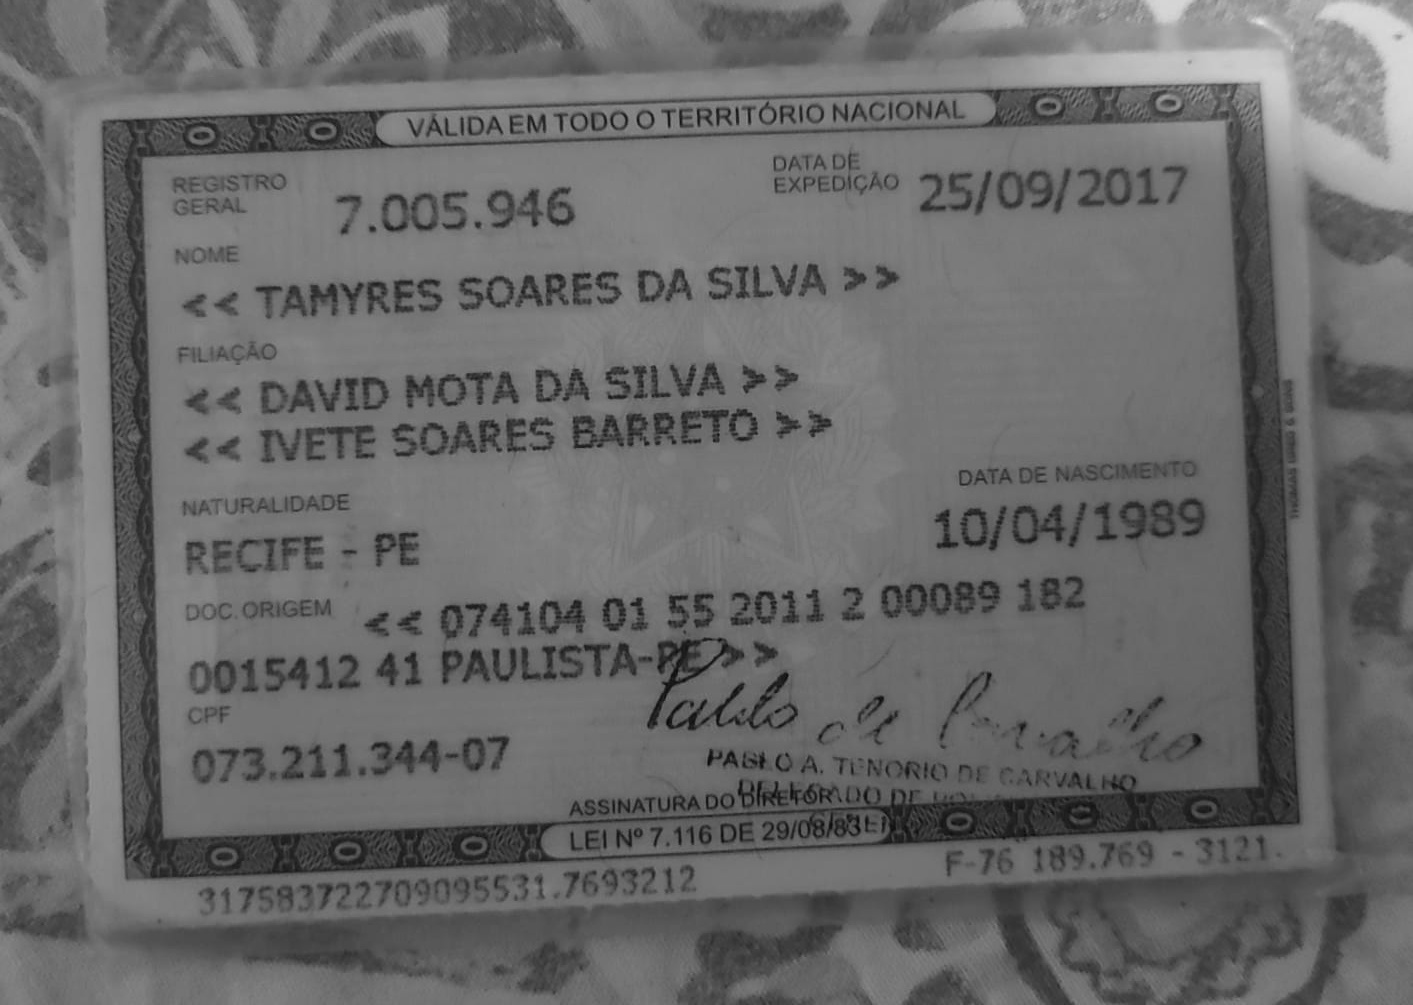 VÁLIDA EM TODO O TERRITÓRIO NACIONAL
REGISTRO GERAL 7.005.946 DATA DE EXPEDIÇÃO 25/09/2017
NOME
<< TAMYRES SOARES DA SILVA >>
FILIAÇÃO
<< DAVID MOTA DA SILVA >>
<< IVETE SOARES BARRETO >>
NATURALIDADE DATA DE NASCIMENTO
RECIFE - PE 10/04/1989
DOC. ORIGEM << 074104 01 55 2011 2 00089 182
0015412 41 PAULISTA-PE >>
CPF
073.211.344-07
Pablo de Carvalho
PABLO A. TENORIO DE CARVALHO
DELEGADO DE
ASSINATURA DO DIRETOR
LEI Nº 7.116 DE 29/08/83
317583722709095531.7693212 F-76 189.769 - 3121.